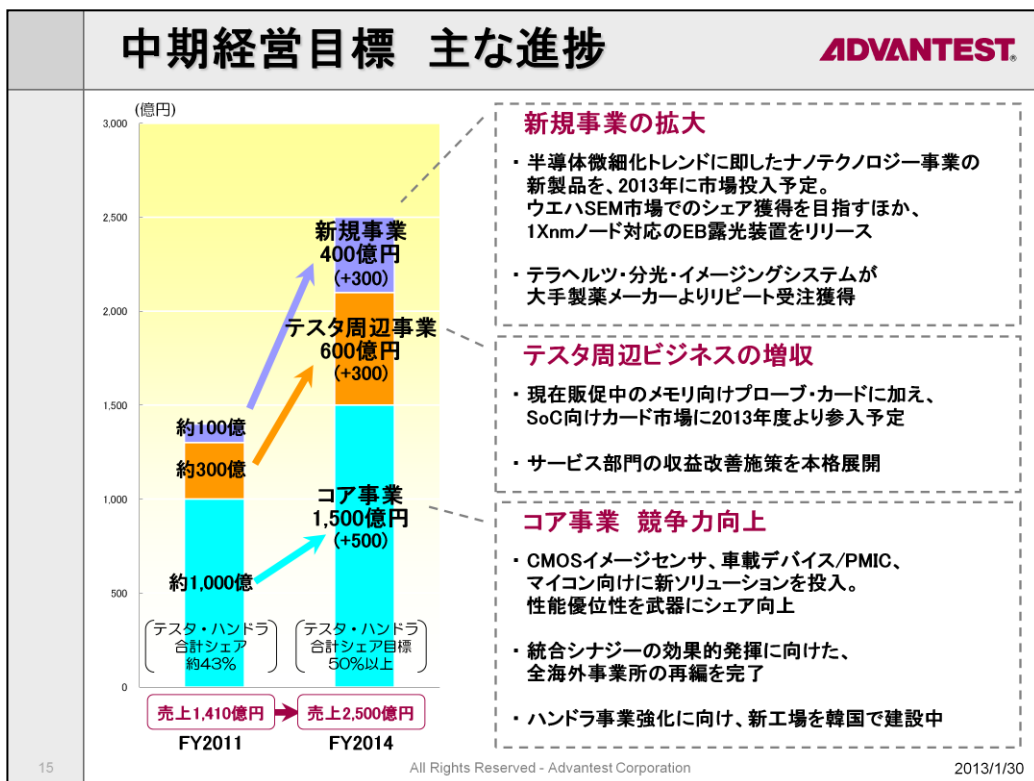 中期経営目標 主な進捗
ADVANTEST®
(億円)
3,000
2,500
2,000
1,500
1,000
500
0
新規事業
400億円
(+300)
テスタ周辺事業
600億円
(+300)
約100億
約300億
コア事業
1,500億円
(+500)
約1,000億
テスタ・ハンドラ
合計シェア
約43%
テスタ・ハンドラ
合計シェア目標
50%以上
売上1,410億円
売上2,500億円
FY2011
FY2014
新規事業の拡大
・半導体微細化トレンドに即したナノテクノロジー事業の
新製品を、2013年に市場投入予定。
ウエハSEM市場でのシェア獲得を目指すほか、
1Xnmノード対応のEB露光装置をリリース
・テラヘルツ・分光・イメージングシステムが
大手製薬メーカーよりリピート受注獲得
テスタ周辺ビジネスの増収
・現在販促中のメモリ向けプローブ・カードに加え、
SoC向けカード市場に2013年度より参入予定
・サービス部門の収益改善施策を本格展開
コア事業 競争力向上
・CMOSイメージセンサ、車載デバイス/PMIC、
マイコン向けに新ソリューションを投入。
性能優位性を武器にシェア向上
・統合シナジーの効果的発揮に向けた、
全海外事業所の再編を完了
・ハンドラ事業強化に向け、新工場を韓国で建設中
15
All Rights Reserved - Advantest Corporation
2013/1/30